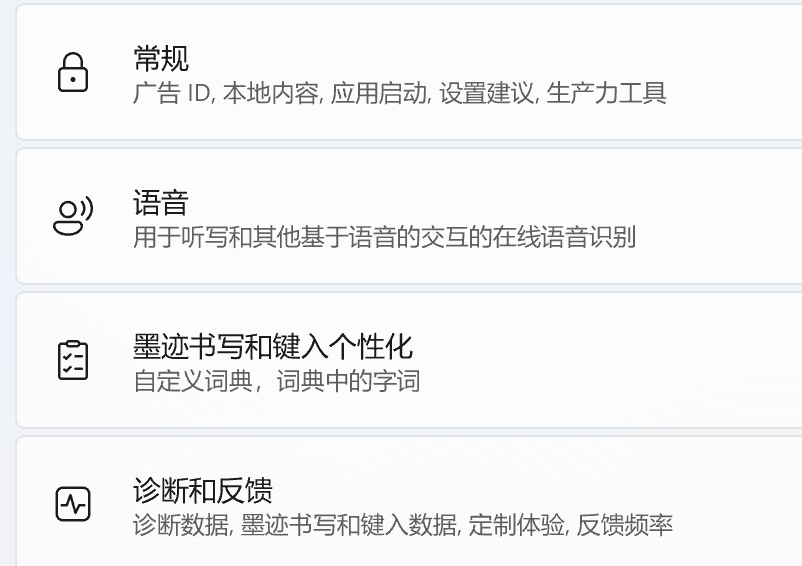 常规
广告 ID, 本地内容, 应用启动, 设置建议, 生产力工具
语音
用于听写和其他基于语音的交互的在线语音识别
墨迹书写和键入个性化
自定义词典，词典中的字词
诊断和反馈
诊断数据, 墨迹书写和键入数据, 定制体验, 反馈频率